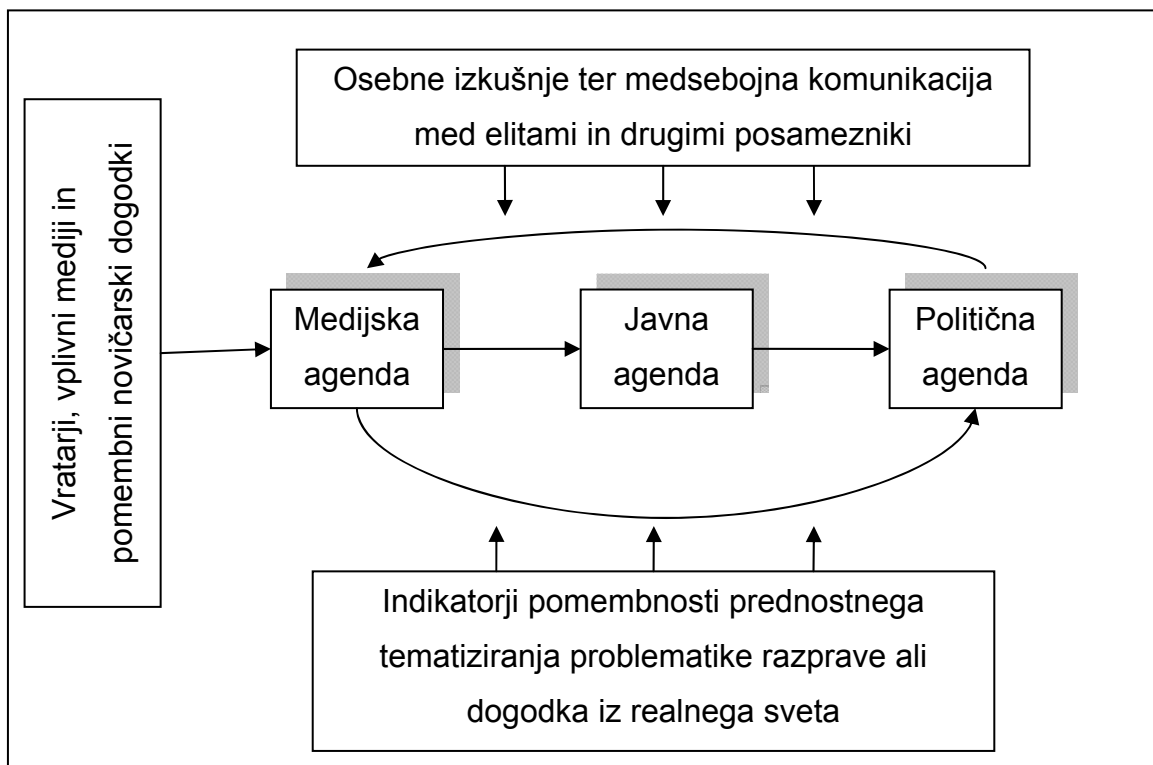 Osebne izkušnje ter medsebojna komunikacija
med elitami in drugimi posamezniki
Vratarji, vplivni mediji in
pomembni novičarski dogodki
Medijska
agenda
Javna
agenda
Politična
agenda
Indikatorji pomembnosti prednostnega
tematiziranja problematike razprave ali
dogodka iz realnega sveta